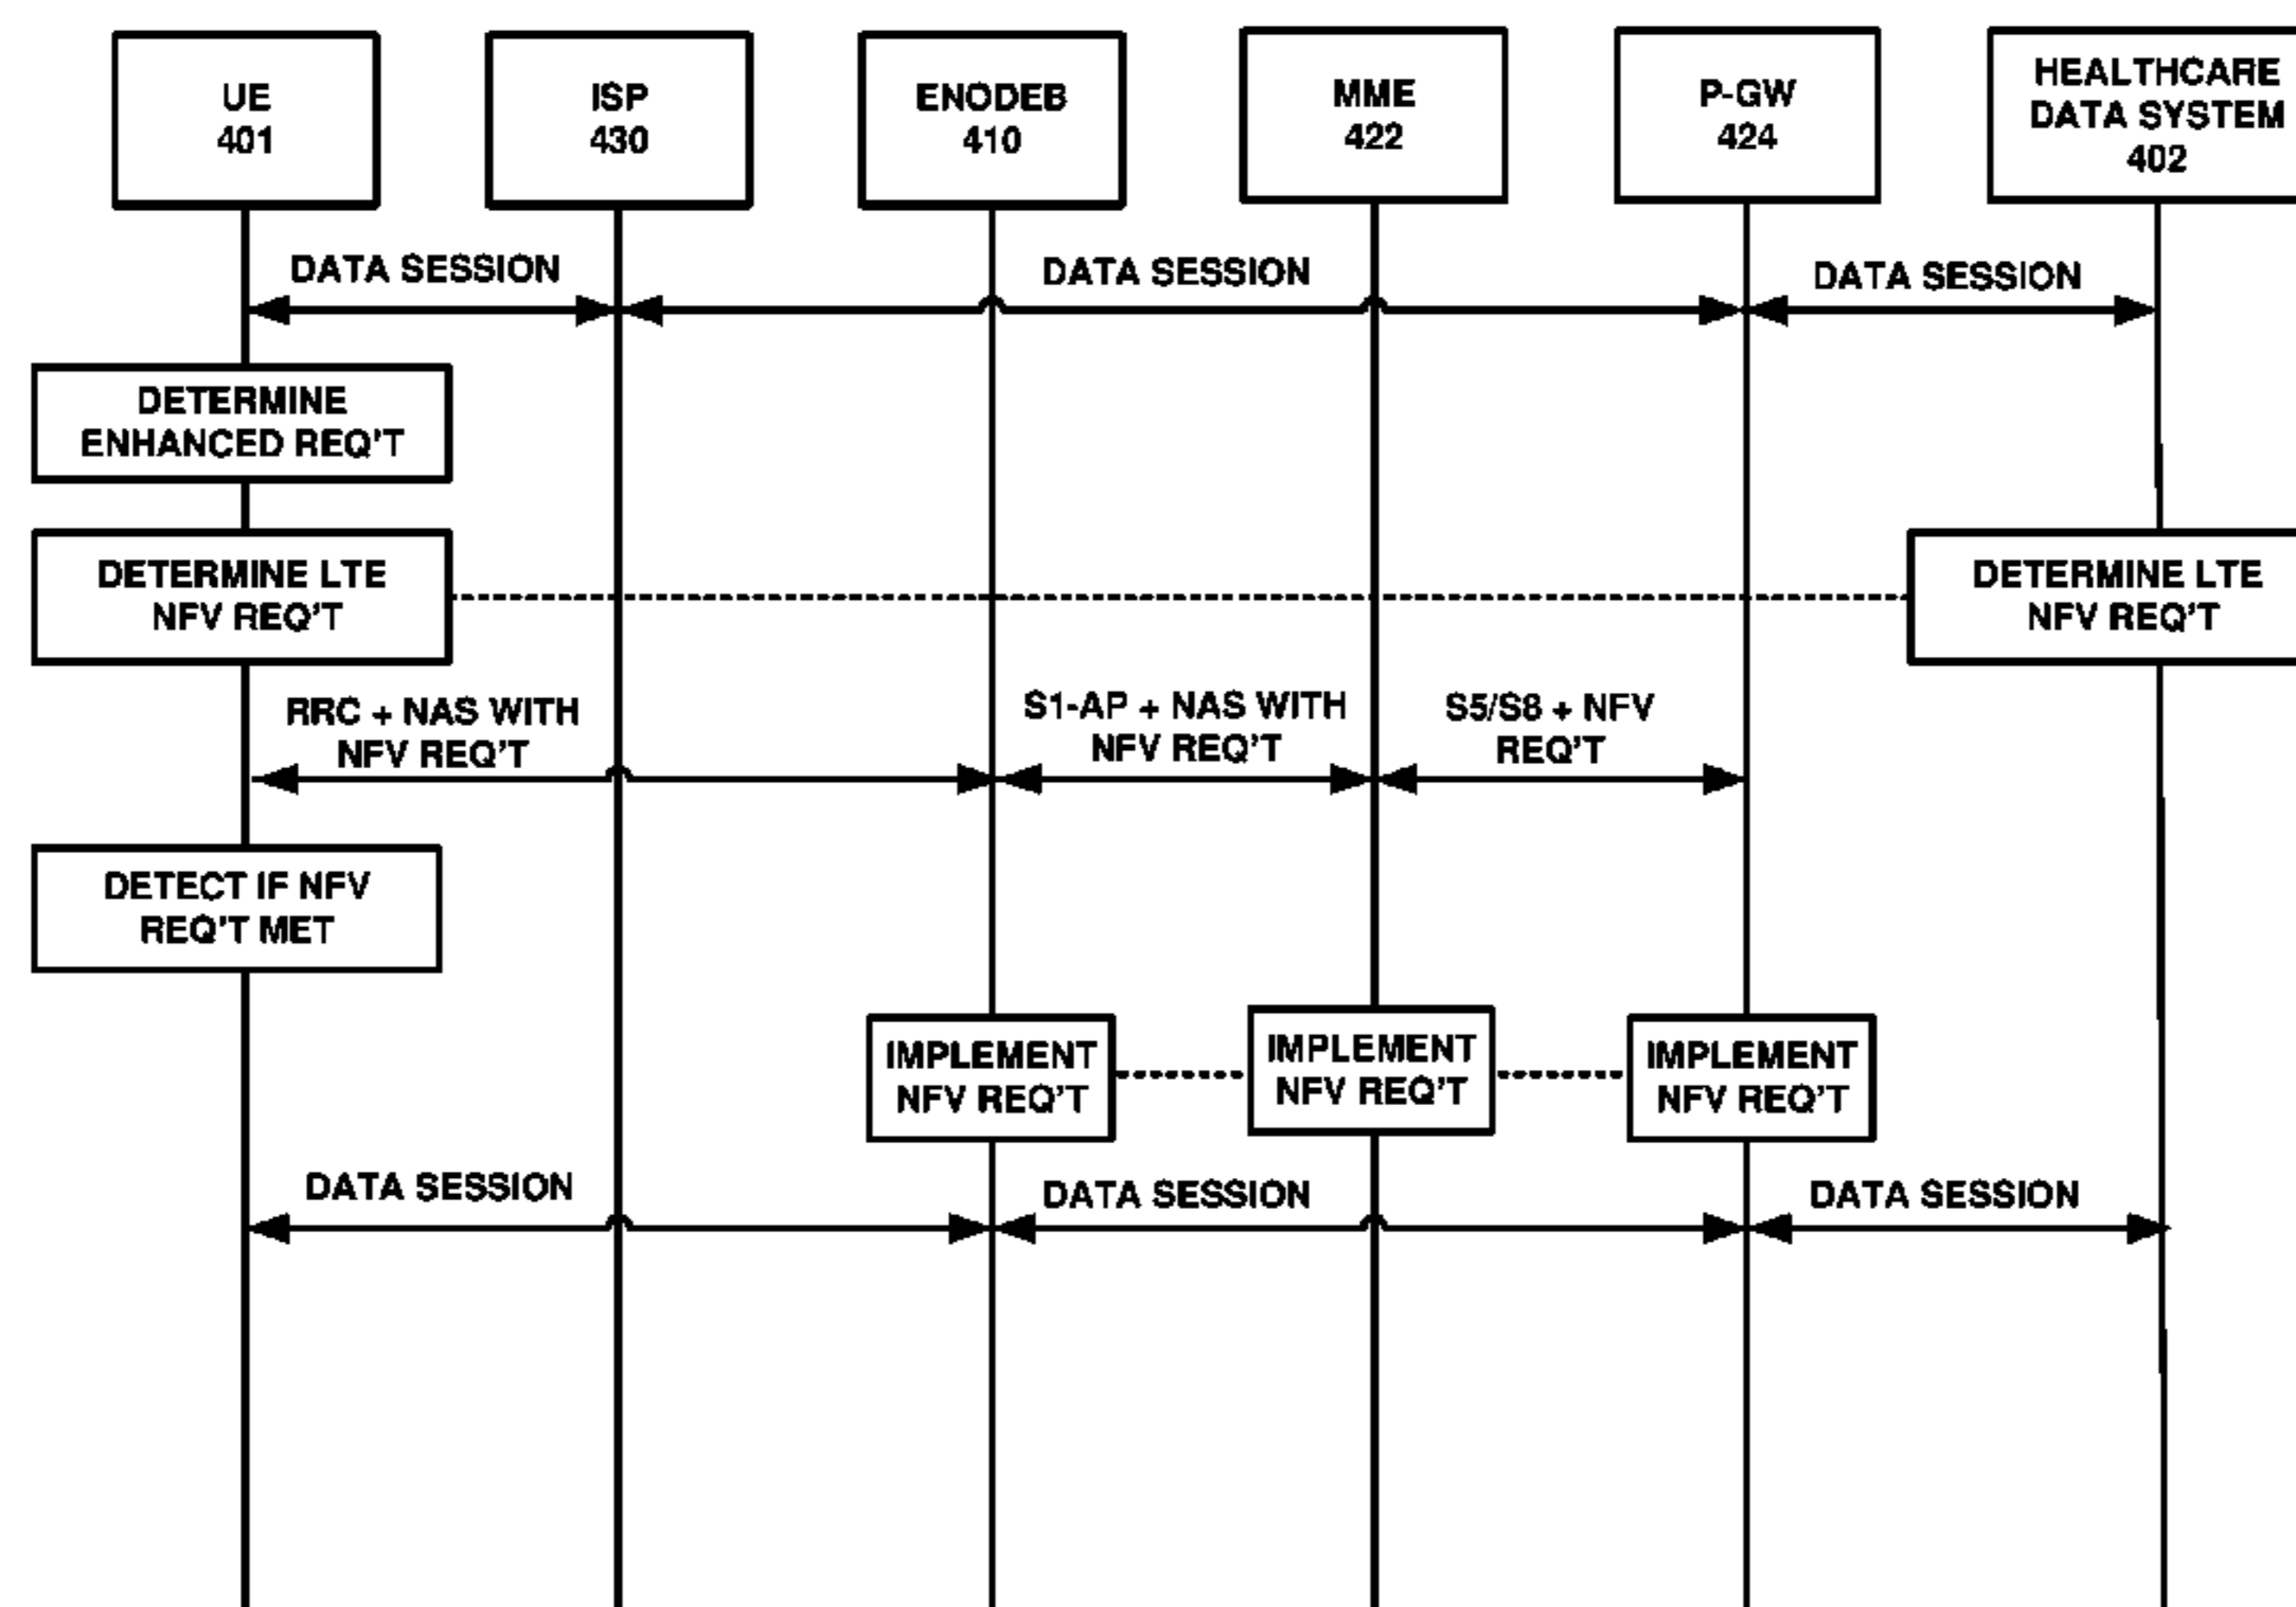 UE
401
ISP
430
ENODEB
410
MME
422
P-GW
424
HEALTHCARE
DATA SYSTEM
402
DATA SESSION
DATA SESSION
DATA SESSION
DETERMINE
ENHANCED REQ'T
DETERMINE LTE
NFV REQ'T
DETERMINE LTE
NFV REQ'T
RRC + NAS WITH
NFV REQ'T
S1-AP + NAS WITH
NFV REQ'T
S5/S8 + NFV
REQ'T
DETECT IF NFV
REQ'T MET
IMPLEMENT
NFV REQ'T
IMPLEMENT
NFV REQ'T
IMPLEMENT
NFV REQ'T
DATA SESSION
DATA SESSION
DATA SESSION